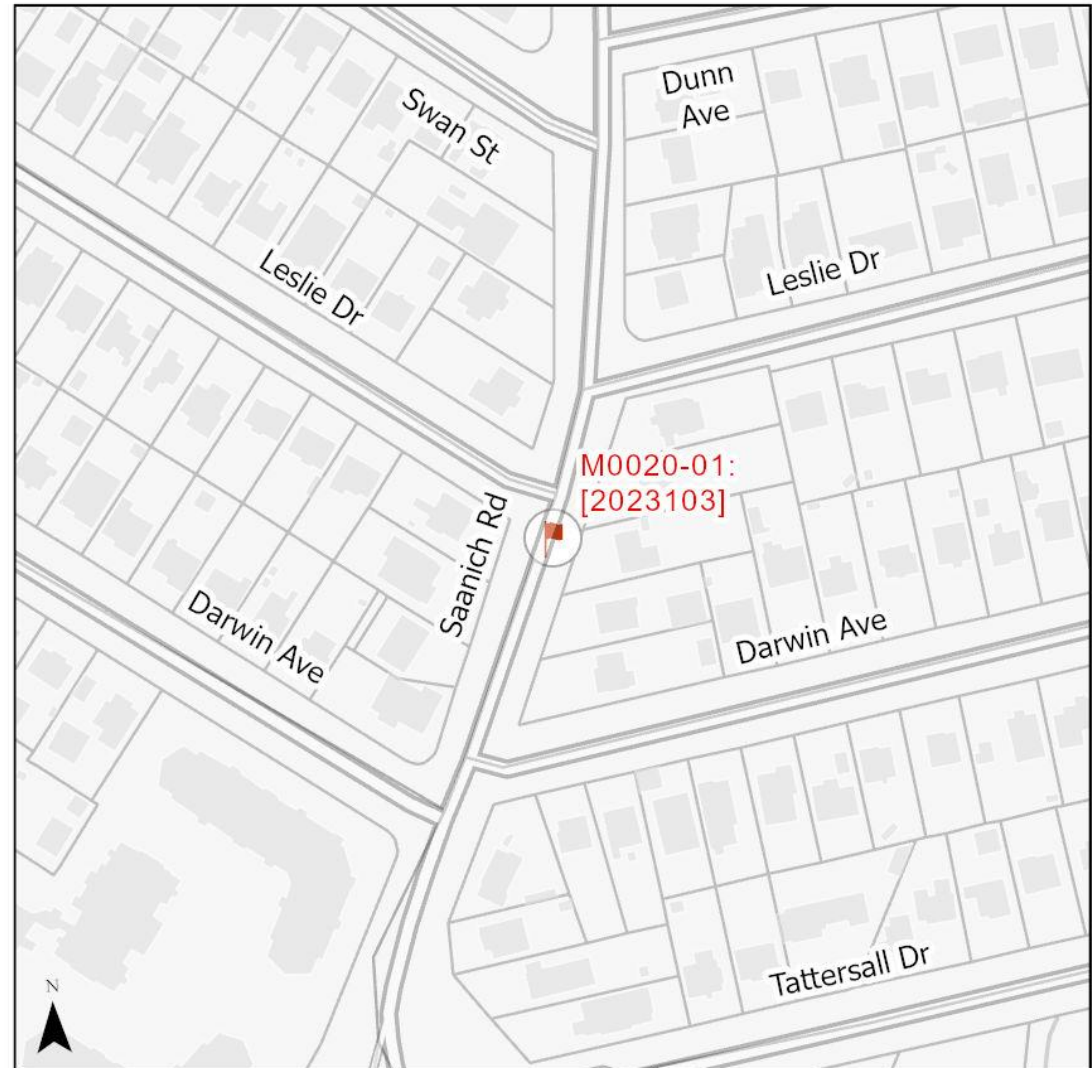 Dunn
Ave
Swan St
Leslie Dr
Leslie Dr
M0020-01:
[2023103]
Saanich Rd
Darwin Ave
Darwin Ave
Tattersall Dr
N